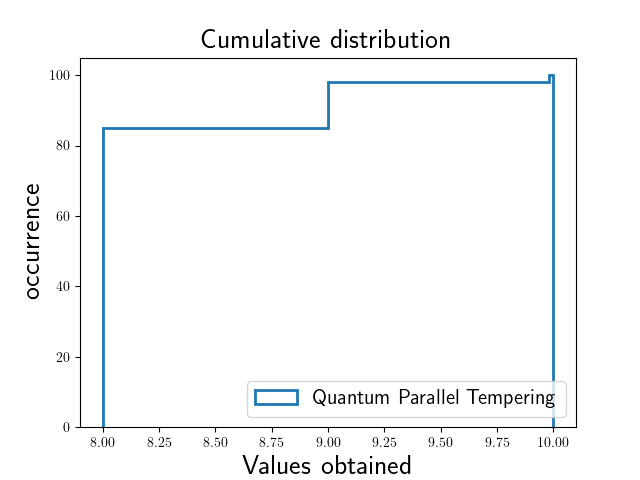 Cumulative distribution
occurrence
100
80
60
40
20
0
Quantum Parallel Tempering
8.00 8.25 8.50 8.75 9.00 9.25 9.50 9.75 10.00
Values obtained